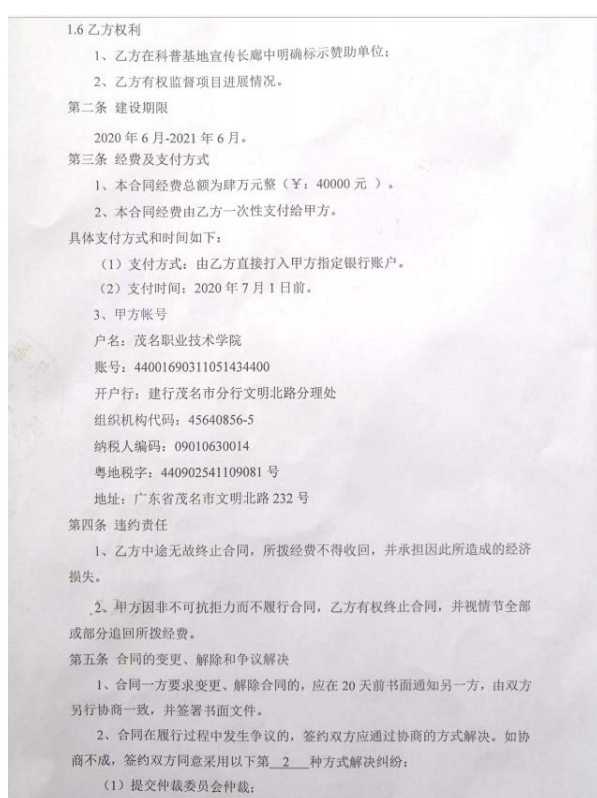 1.6 乙方权利
1、乙方在科普基地宣传长廊中明确标示赞助单位;
2、乙方有权监督项目进展情况。
第二条 建设期限
2020 年 6 月-2021 年 6 月。
第三条 经费及支付方式
1、本合同经费总额为肆万元整（￥：40000 元 ）。
2、本合同经费由乙方一次性支付给甲方。
具体支付方式和时间如下：
（1）支付方式：由乙方直接打入甲方指定银行账户。
（2）支付时间：2020 年 7 月 1 日前。
3、甲方帐号
户名：茂名职业技术学院
账号：44001690311051434400
开户行：建行茂名市分行文明北路分理处
组织机构代码：45640856-5
纳税人编码：09010630014
粤地税字：440902541109081 号
地址：广东省茂名市文明北路 232 号
第四条 违约责任
1、乙方中途无故终止合同，所拨经费不得收回，并承担因此所造成的经济
损失。
2、甲方因非不可抗拒力而不履行合同，乙方有权终止合同，并视情节全部
或部分追回所拨经费。
第五条 合同的变更、解除和争议解决
1、合同一方要求变更、解除合同的，应在 20 天前书面通知另一方，由双方
另行协商一致，并签署书面文件。
2、合同在履行过程中发生争议的，签约双方应通过协商的方式解决。如协
商不成，签约双方同意采用以下第__2__种方式解决纠纷：
（1）提交仲裁委员会仲裁；